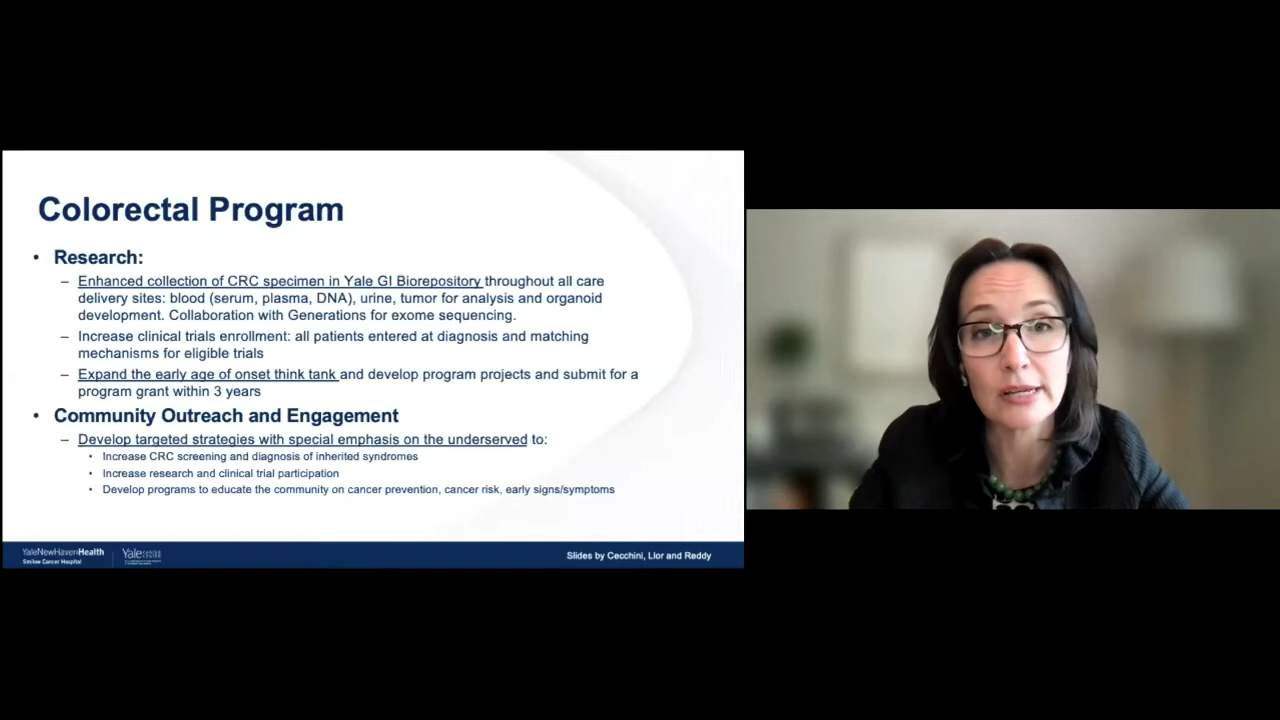 Colorectal Program
• Research:
– Enhanced collection of CRC specimen in Yale GI Biorepository throughout all care
delivery sites: blood (serum, plasma, DNA), urine, tumor for analysis and organoid
development. Collaboration with Generations for exome sequencing.
– Increase clinical trials enrollment: all patients entered at diagnosis and matching
mechanisms for eligible trials
– Expand the early age of onset think tank and develop program projects and submit for a
program grant within 3 years
• Community Outreach and Engagement
– Develop targeted strategies with special emphasis on the underserved to:
• Increase CRC screening and diagnosis of inherited syndromes
• Increase research and clinical trial participation
• Develop programs to educate the community on cancer prevention, cancer risk, early signs/symptoms
YaleNewHavenHealth
Smilow Cancer Hospital
Yale CANCER CENTER
Slides by Cecchini, Llor and Reddy